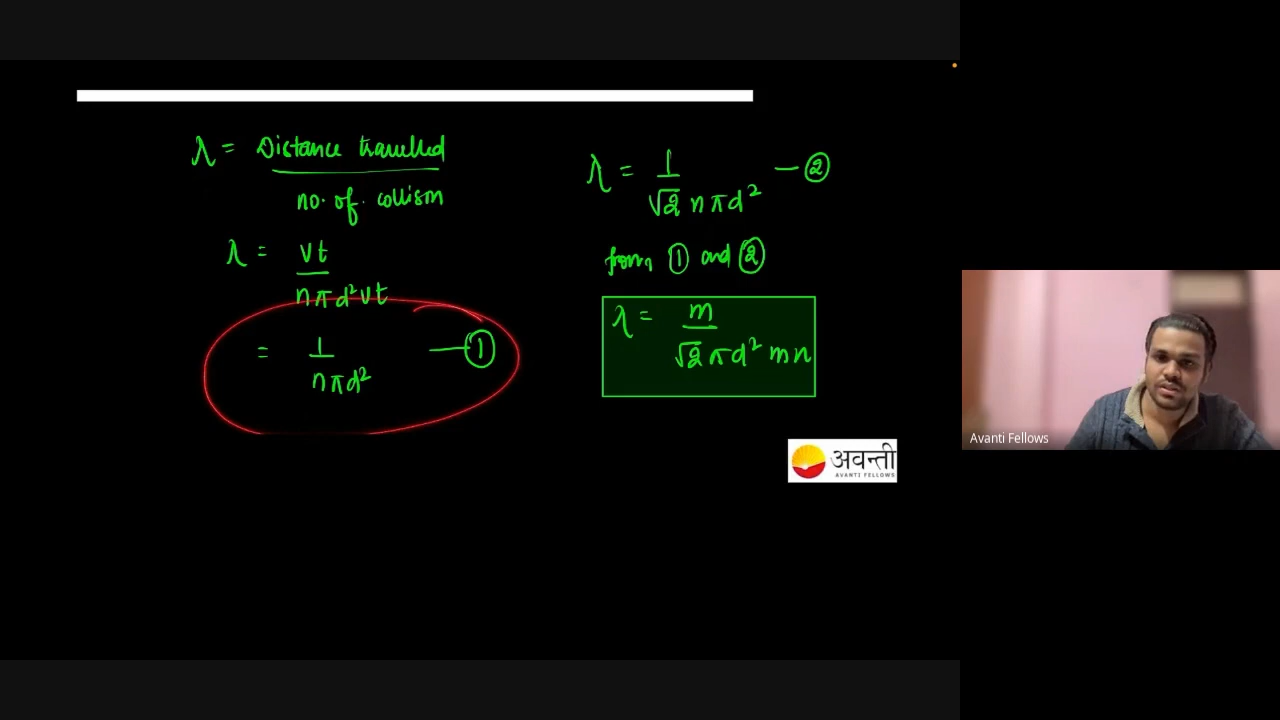 λ = Distance travelled
no. of. collism
λ = vt
nπd²vt
= 1
nπd² —①
λ = 1
√2 nπd² —②
from ① and ②
λ = m
√2 πd² mn
अवन्ती
AVANTI FELLOWS
Avanti Fellows